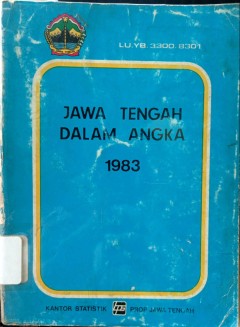 LU.YB. 3300-8301
JAWA TENGAH
DALAM ANGKA
1983
KANTOR STATISTIK PROP. JAWA TENGAH